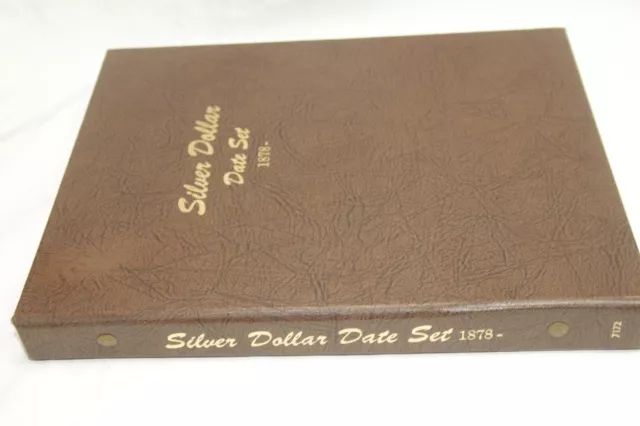 Silver Dollar
Date Set
1878-
Silver Dollar Date Set 1878-
7172